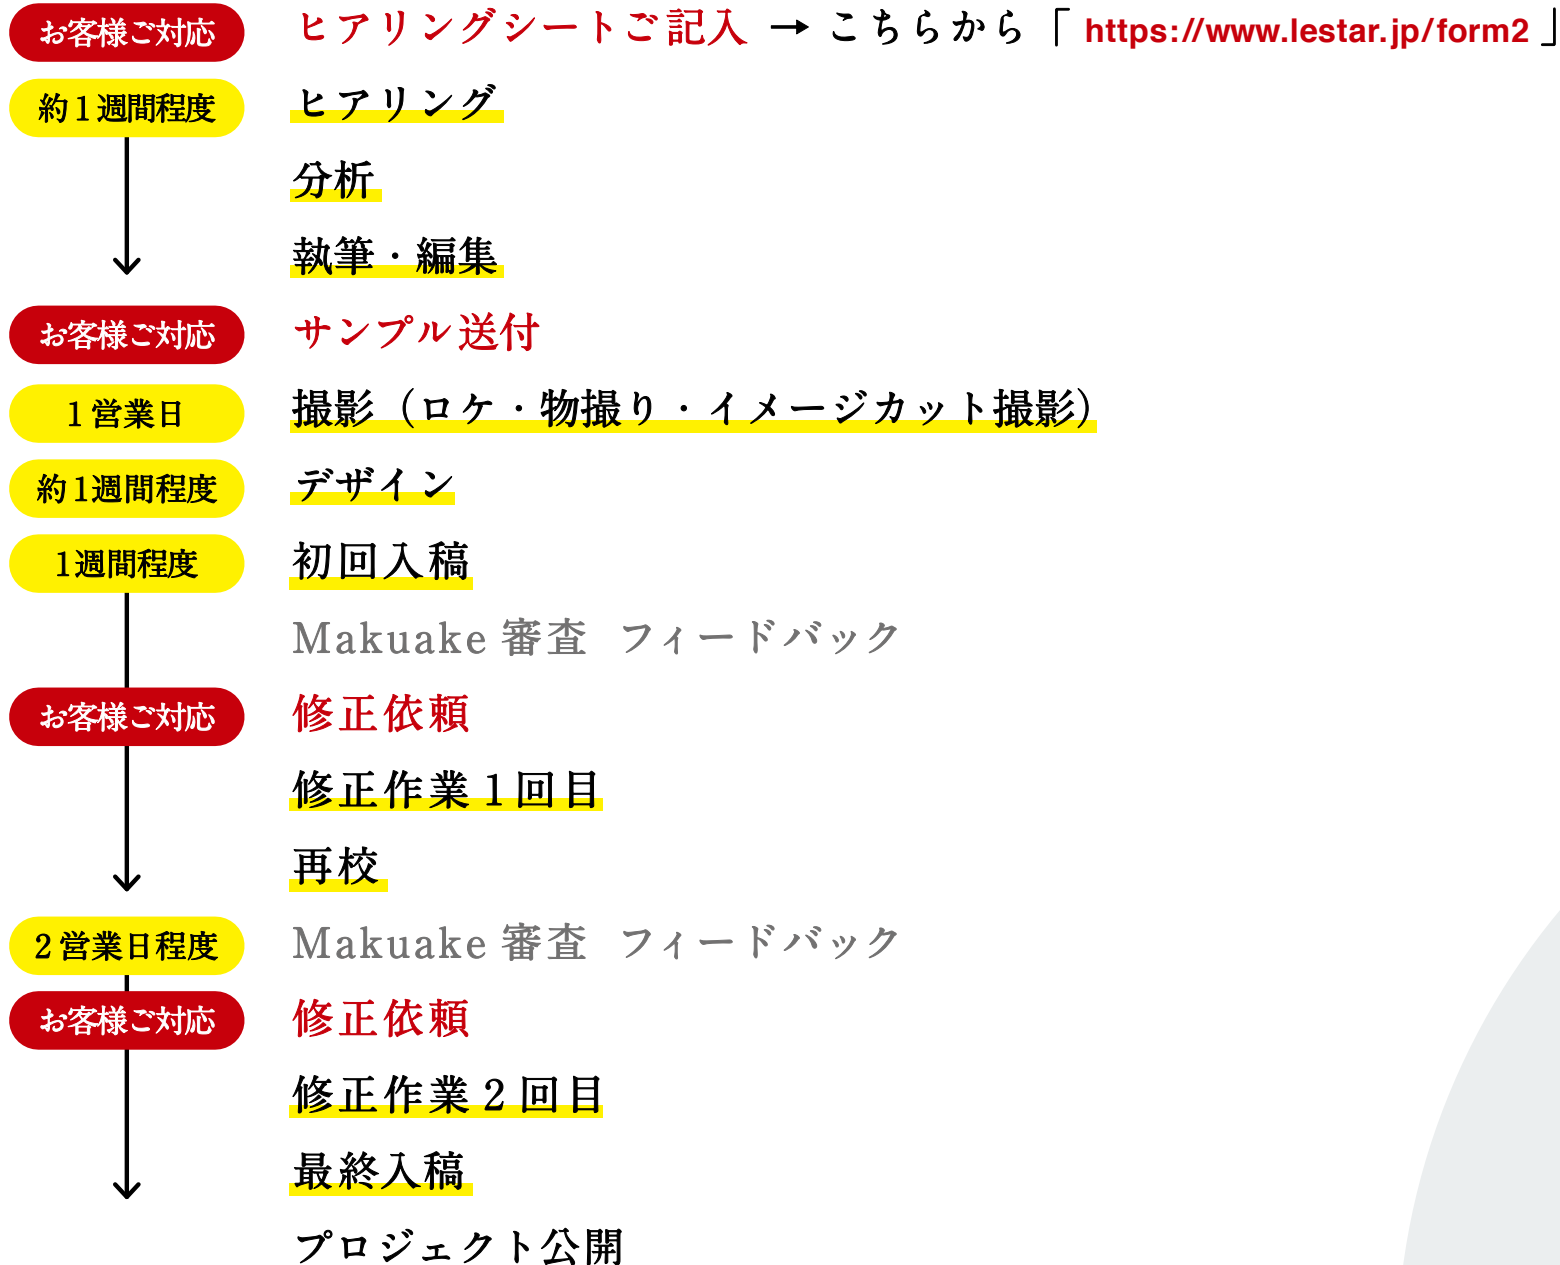 お客様ご対応 ヒアリングシートご記入 → こちらから「 https://www.lestar.jp/form2 」
約1週間程度 ヒアリング
分析
執筆・編集
お客様ご対応 サンプル送付
1営業日 撮影（ロケ・物撮り・イメージカット撮影）
約1週間程度 デザイン
1週間程度 初回入稿
Makuake 審査 フィードバック
お客様ご対応 修正依頼
修正作業 1 回目
再校
2営業日程度 Makuake 審査 フィードバック
お客様ご対応 修正依頼
修正作業 2 回目
最終入稿
プロジェクト公開